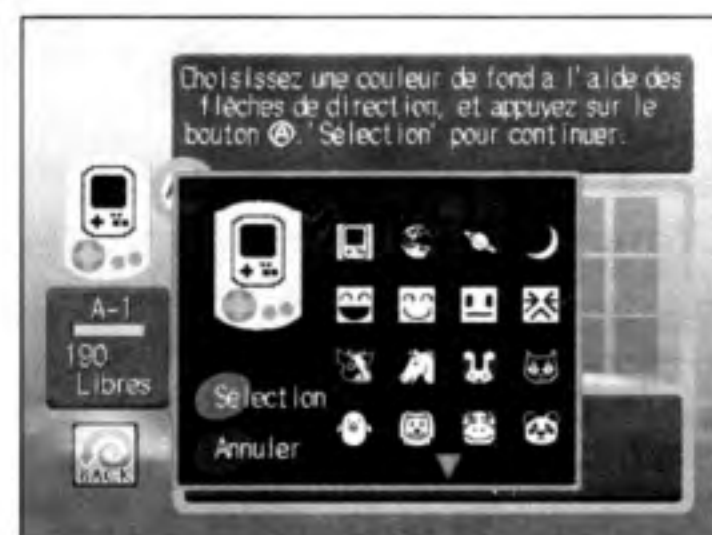 Choisissez une couleur de fond a l'aide des
flèches de direction, et appuyez sur le
bouton Ⓐ. 'Sélection' pour continuer.
A-1
190
Libres
Sélection
Annuler
BACK